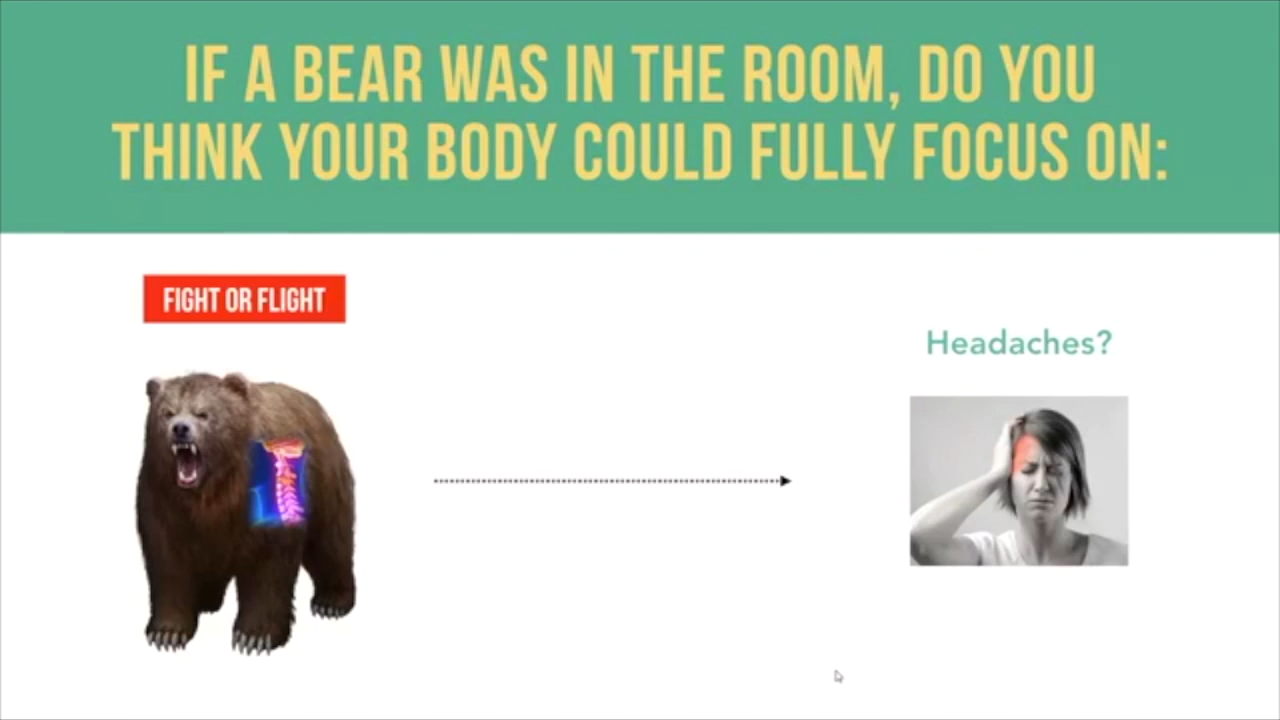 IF A BEAR WAS IN THE ROOM, DO YOU
THINK YOUR BODY COULD FULLY FOCUS ON:
FIGHT OR FLIGHT
Headaches?